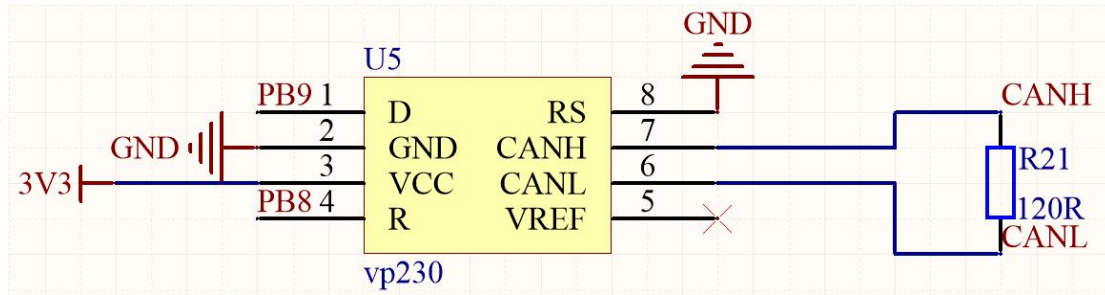 GND
U5
PB9 1 D RS 8 CANH
GND 2 GND CANH 7
R21
3V3 3 VCC CANL 6
PB8 4 R VREF 5 120R
CANL
vp230